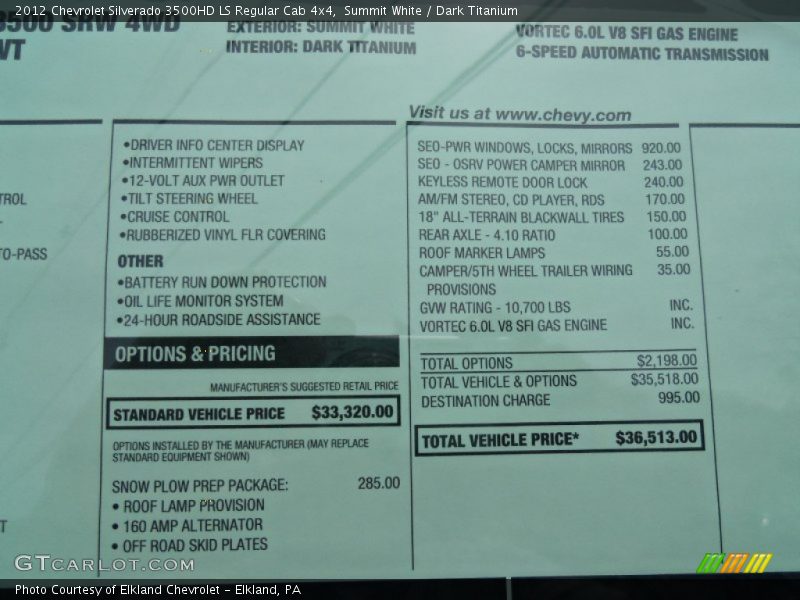 2012 Chevrolet Silverado 3500HD LS Regular Cab 4x4, Summit White / Dark Titanium
3500 SRW 4WD
WT
EXTERIOR: SUMMIT WHITE
INTERIOR: DARK TITANIUM
VORTEC 6.0L V8 SFI GAS ENGINE
6-SPEED AUTOMATIC TRANSMISSION
Visit us at www.chevy.com
TROL
TO-PASS
T
•DRIVER INFO CENTER DISPLAY
•INTERMITTENT WIPERS
•12-VOLT AUX PWR OUTLET
•TILT STEERING WHEEL
•CRUISE CONTROL
•RUBBERIZED VINYL FLR COVERING
OTHER
•BATTERY RUN DOWN PROTECTION
•OIL LIFE MONITOR SYSTEM
•24-HOUR ROADSIDE ASSISTANCE
OPTIONS & PRICING
MANUFACTURER'S SUGGESTED RETAIL PRICE
STANDARD VEHICLE PRICE $33,320.00
OPTIONS INSTALLED BY THE MANUFACTURER (MAY REPLACE
STANDARD EQUIPMENT SHOWN)
SNOW PLOW PREP PACKAGE: 285.00
• ROOF LAMP PROVISION
• 160 AMP ALTERNATOR
• OFF ROAD SKID PLATES
SEO-PWR WINDOWS, LOCKS, MIRRORS 920.00
SEO - OSRV POWER CAMPER MIRROR 243.00
KEYLESS REMOTE DOOR LOCK 240.00
AM/FM STEREO, CD PLAYER, RDS 170.00
18" ALL-TERRAIN BLACKWALL TIRES 150.00
REAR AXLE - 4.10 RATIO 100.00
ROOF MARKER LAMPS 55.00
CAMPER/5TH WHEEL TRAILER WIRING 35.00
PROVISIONS
GVW RATING - 10,700 LBS INC.
VORTEC 6.0L V8 SFI GAS ENGINE INC.
TOTAL OPTIONS $2,198.00
TOTAL VEHICLE & OPTIONS $35,518.00
DESTINATION CHARGE 995.00
TOTAL VEHICLE PRICE* $36,513.00
GTCARLOT.COM
Photo Courtesy of Elkland Chevrolet - Elkland, PA